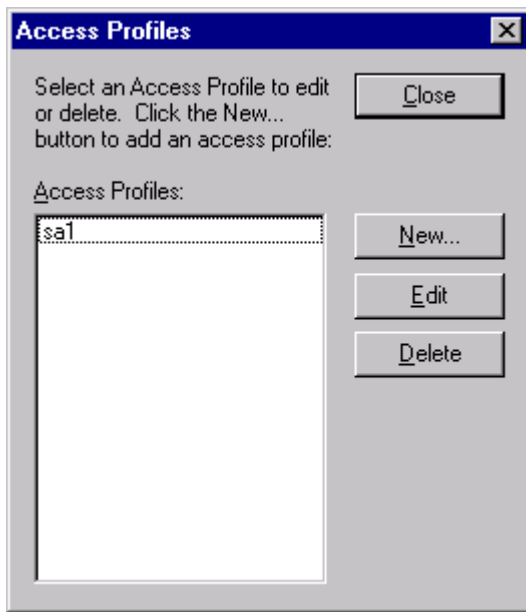 Access Profiles
Select an Access Profile to edit
or delete. Click the New...
button to add an access profile:
Close
Access Profiles:
sa1
New...
Edit
Delete